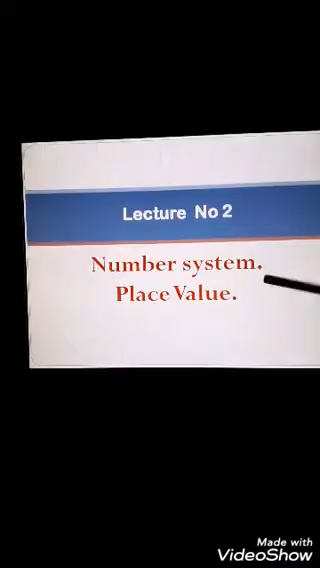 Lecture No 2
Number system.
Place Value.
Made with
VideoShow